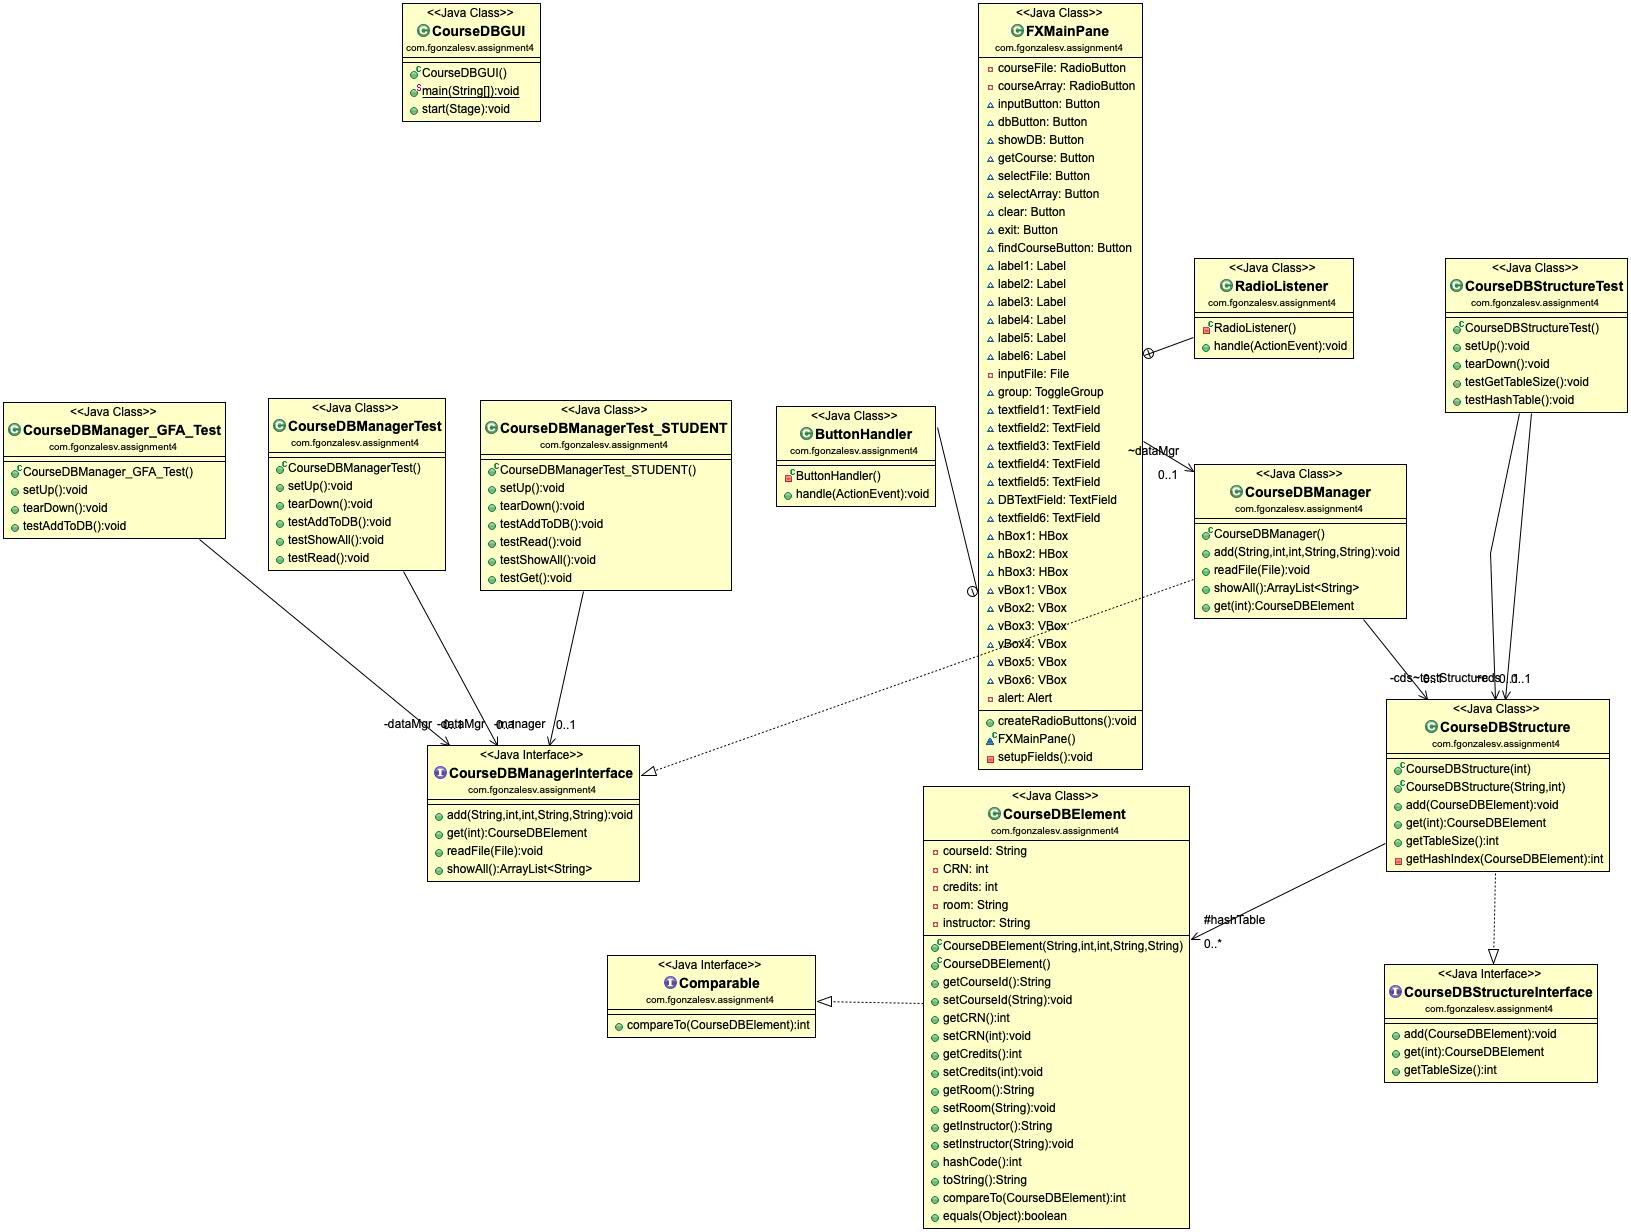 <<Java Class>>
CourseDBGUI
com.fgonzalesv.assignment4
CourseDBGUI()
main(String[]):void
start(Stage):void
<<Java Class>>
FXMainPane
com.fgonzalesv.assignment4
courseFile: RadioButton
courseArray: RadioButton
inputButton: Button
dbButton: Button
showDB: Button
getCourse: Button
selectFile: Button
selectArray: Button
clear: Button
exit: Button
findCourseButton: Button
label1: Label
label2: Label
label3: Label
label4: Label
label5: Label
label6: Label
inputFile: File
group: ToggleGroup
textfield1: TextField
textfield2: TextField
textfield3: TextField
textfield4: TextField
textfield5: TextField
DBTextField: TextField
textfield6: TextField
hBox1: HBox
hBox2: HBox
hBox3: HBox
vBox1: VBox
vBox2: VBox
vBox3: VBox
vBox4: VBox
vBox5: VBox
vBox6: VBox
alert: Alert
createRadioButtons():void
FXMainPane()
setupFields():void
<<Java Class>>
RadioListener
com.fgonzalesv.assignment4
RadioListener()
handle(ActionEvent):void
<<Java Class>>
CourseDBStructureTest
com.fgonzalesv.assignment4
CourseDBStructureTest()
setUp():void
tearDown():void
testGetTableSize():void
testHashTable():void
<<Java Class>>
CourseDBManager_GFA_Test
com.fgonzalesv.assignment4
CourseDBManager_GFA_Test()
setUp():void
tearDown():void
testAddToDB():void
<<Java Class>>
CourseDBManagerTest
com.fgonzalesv.assignment4
CourseDBManagerTest()
setUp():void
tearDown():void
testAddToDB():void
testShowAll():void
testRead():void
<<Java Class>>
CourseDBManagerTest_STUDENT
com.fgonzalesv.assignment4
CourseDBManagerTest_STUDENT()
setUp():void
tearDown():void
testAddToDB():void
testRead():void
testShowAll():void
testGet():void
<<Java Class>>
ButtonHandler
com.fgonzalesv.assignment4
ButtonHandler()
handle(ActionEvent):void
~dataMgr
0..1
<<Java Class>>
CourseDBManager
com.fgonzalesv.assignment4
CourseDBManager()
add(String,int,int,String,String):void
readFile(File):void
showAll():ArrayList<String>
get(int):CourseDBElement
-dataMgr
0..1
-dataMgr
0..1
-manager
0..1
<<Java Interface>>
CourseDBManagerInterface
com.fgonzalesv.assignment4
add(String,int,int,String,String):void
get(int):CourseDBElement
readFile(File):void
showAll():ArrayList<String>
-cds
~testStructure
0..1
<<Java Class>>
CourseDBStructure
com.fgonzalesv.assignment4
CourseDBStructure(int)
CourseDBStructure(String,int)
add(CourseDBElement):void
get(int):CourseDBElement
getTableSize():int
getHashIndex(CourseDBElement):int
#hashTable
0..*
<<Java Class>>
CourseDBElement
com.fgonzalesv.assignment4
courseId: String
CRN: int
credits: int
room: String
instructor: String
CourseDBElement(String,int,int,String,String)
CourseDBElement()
getCourseId():String
setCourseId(String):void
getCRN():int
setCRN(int):void
getCredits():int
setCredits(int):void
getRoom():String
setRoom(String):void
getInstructor():String
setInstructor(String):void
hashCode():int
toString():String
compareTo(CourseDBElement):int
equals(Object):boolean
<<Java Interface>>
Comparable
com.fgonzalesv.assignment4
compareTo(CourseDBElement):int
<<Java Interface>>
CourseDBStructureInterface
com.fgonzalesv.assignment4
add(CourseDBElement):void
get(int):CourseDBElement
getTableSize():int